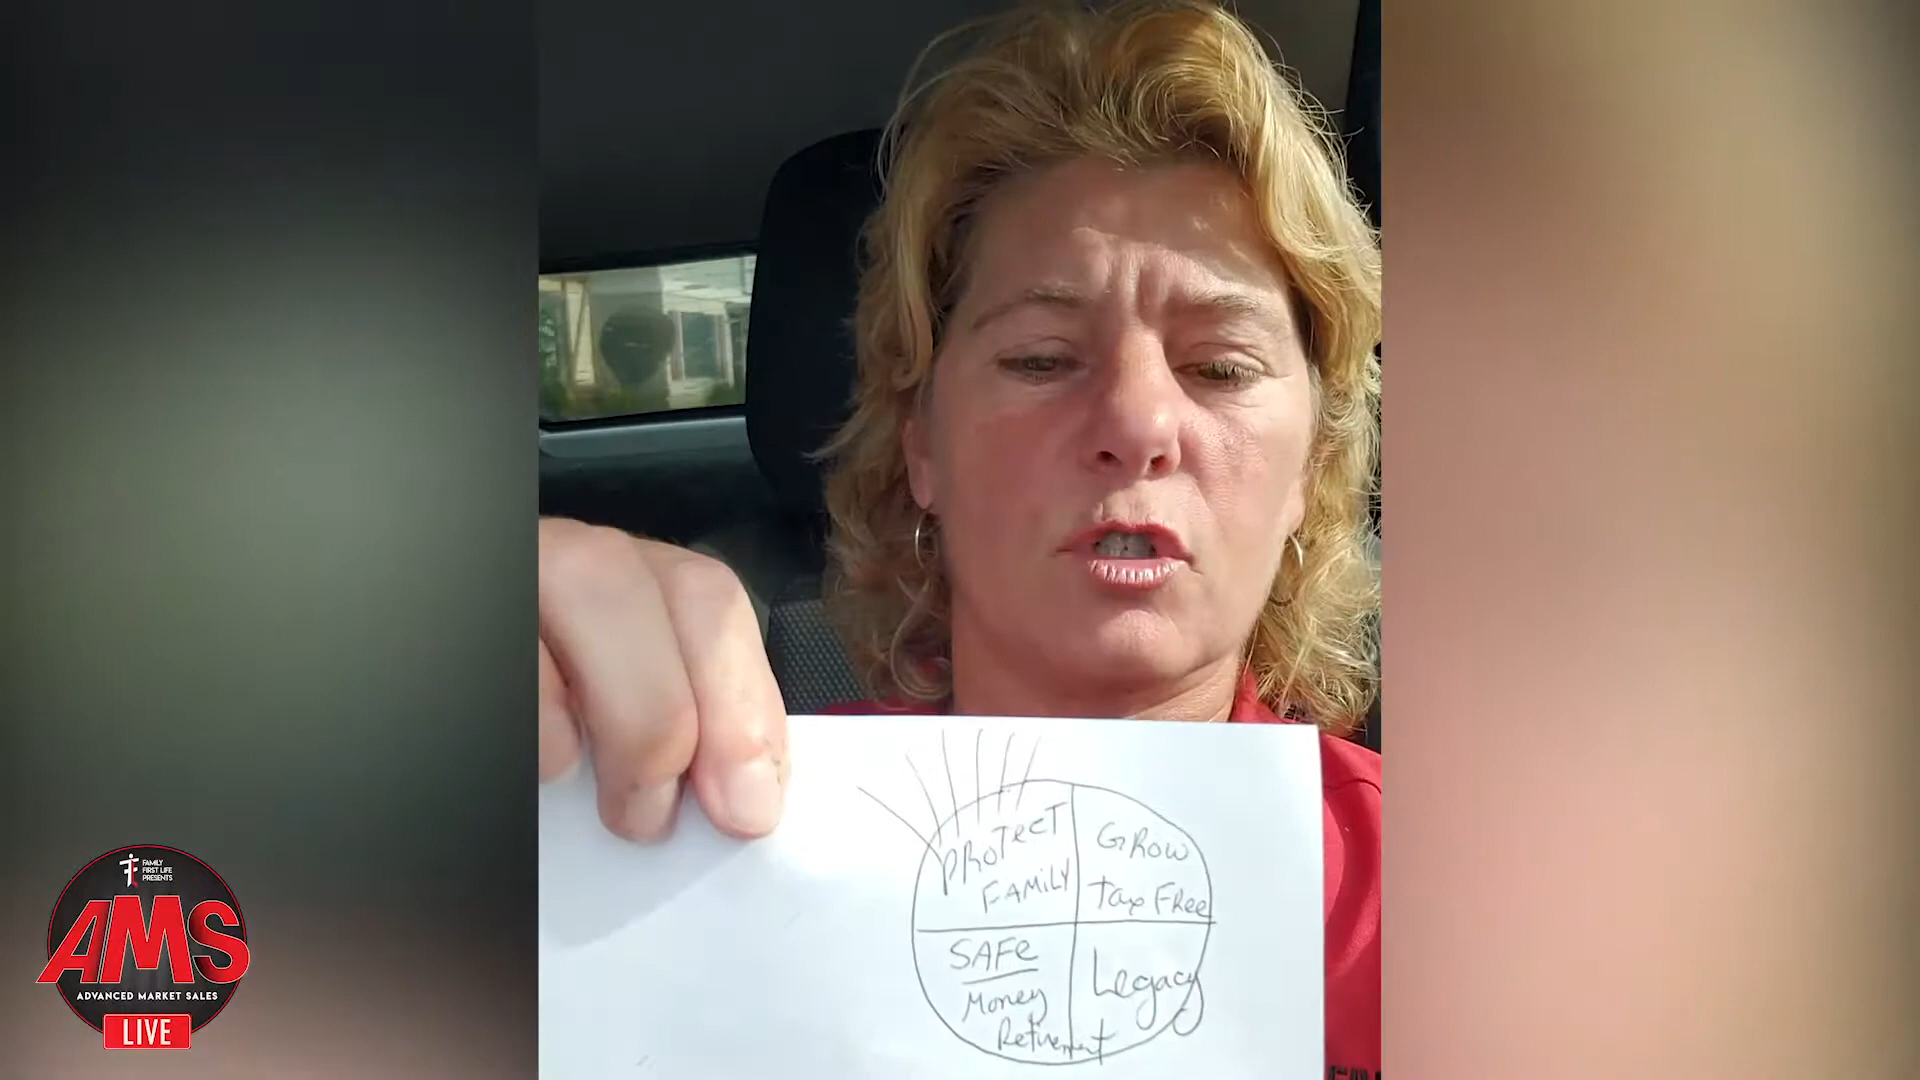 PROTECT
FAMILY
GROW
Tax FRee
SAFe
Money
Retirement
Legacy
FAMILY
FIRST LIFE
PRESENTS
AMS
ADVANCED MARKET SALES
LIVE